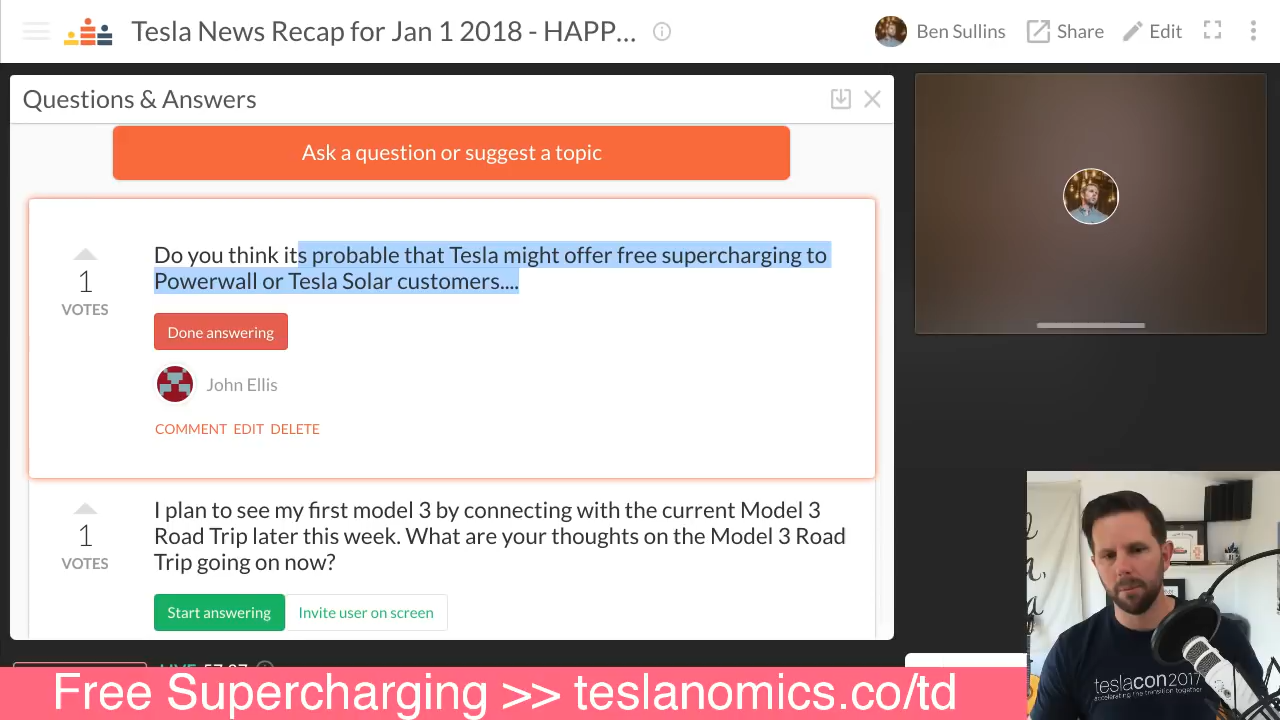 Tesla News Recap for Jan 1 2018 - HAPP...
Ben Sullins
Share
Edit
Questions & Answers
Ask a question or suggest a topic
Do you think its probable that Tesla might offer free supercharging to
Powerwall or Tesla Solar customers....
1
VOTES
Done answering
John Ellis
COMMENT EDIT DELETE
I plan to see my first model 3 by connecting with the current Model 3
Road Trip later this week. What are your thoughts on the Model 3 Road
Trip going on now?
1
VOTES
Start answering
Invite user on screen
Free Supercharging >> teslanomics.co/td
teslacon2017
accelerating the transition together